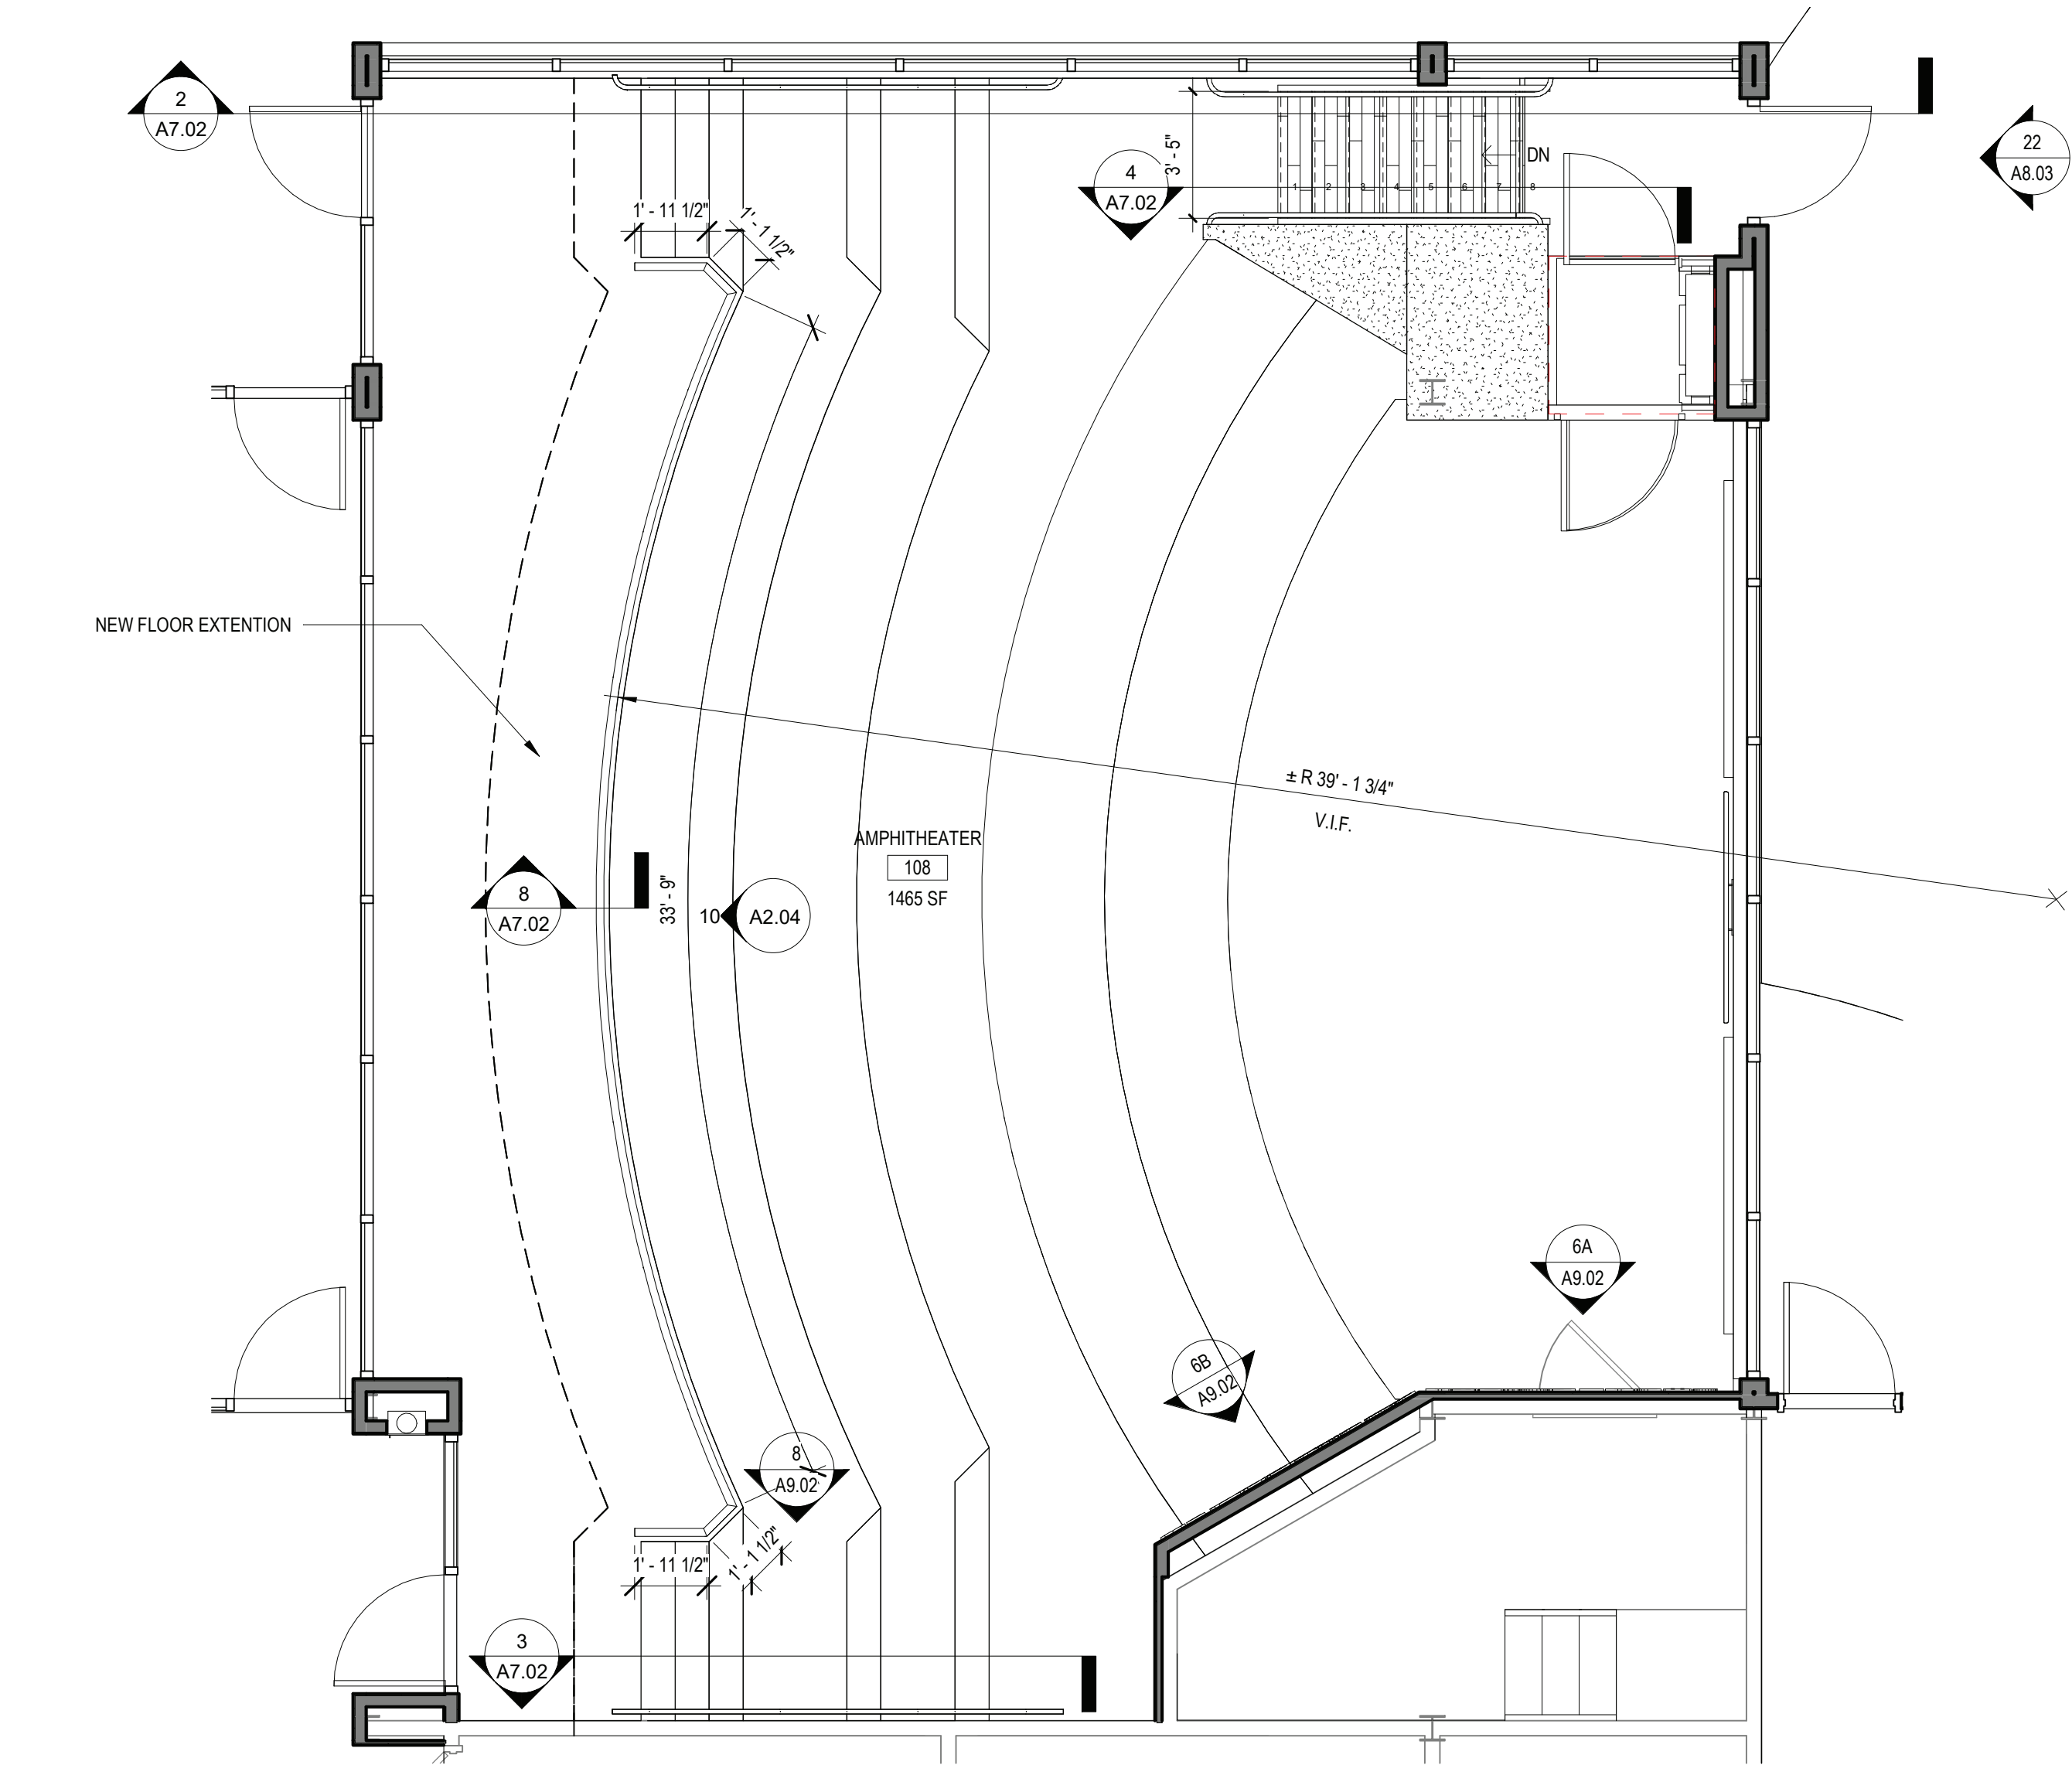 2
A7.02
22
A8.03
4
A7.02
3' - 5"
DN
1 2 3 4 5 6 7 8
1' - 11 1/2"
1' - 1 1/2"
NEW FLOOR EXTENTION
± R 39' - 1 3/4"
V.I.F.
AMPHITHEATER
108
1465 SF
8
A7.02
33' - 9"
10
A2.04
6A
A9.02
6B
A9.02
8
A9.02
1' - 11 1/2"
1' - 1 1/2"
3
A7.02